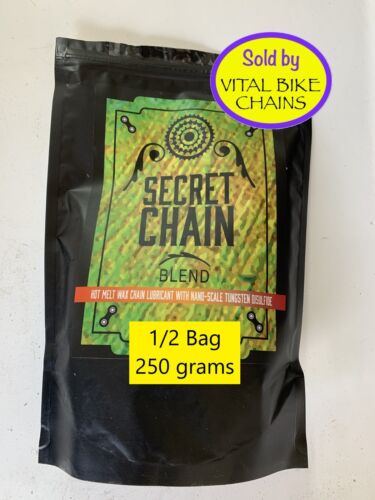 Sold by
VITAL BIKE
CHAINS
SECRET
CHAIN
BLEND
HOT MELT WAX CHAIN LUBRICANT WITH NANO-SCALE TUNGSTEN DISULFIDE
1/2 Bag
250 grams